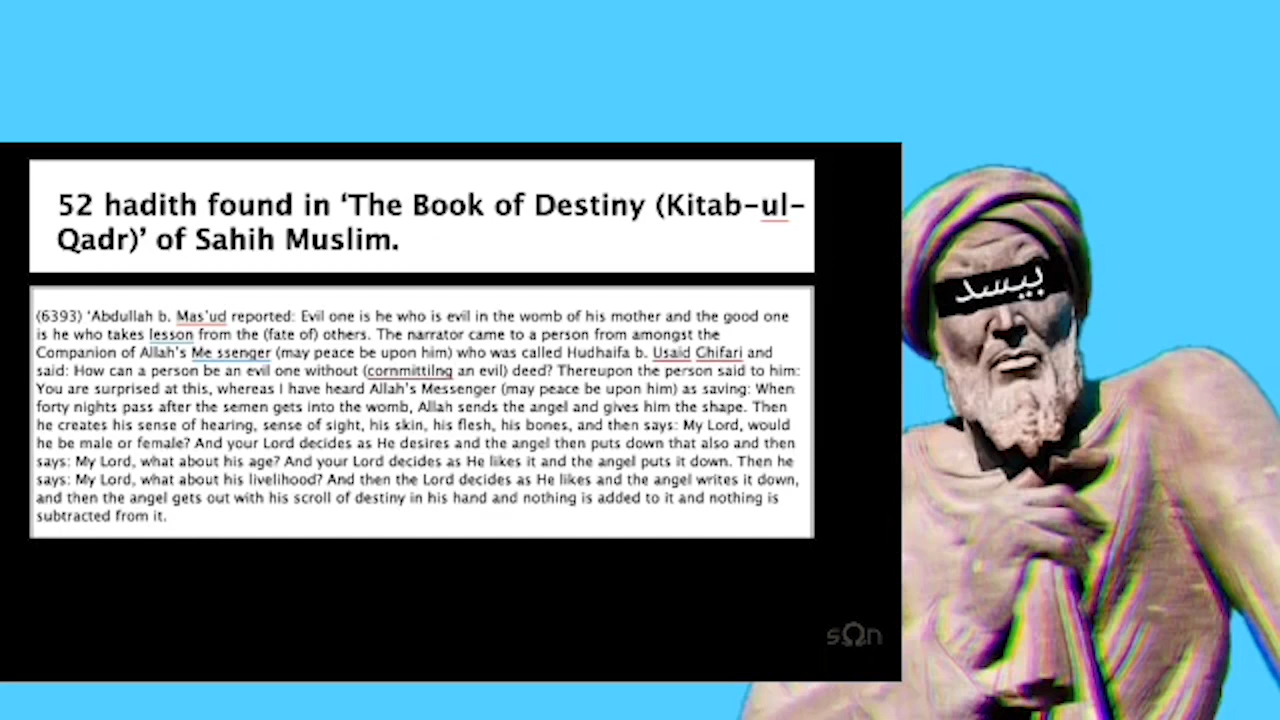 52 hadith found in ‘The Book of Destiny (Kitab-ul-
Qadr)’ of Sahih Muslim.
(6393) ‘Abdullah b. Mas’ud reported: Evil one is he who is evil in the womb of his mother and the good one
is he who takes lesson from the (fate of) others. The narrator came to a person from amongst the
Companion of Allah’s Me ssenger (may peace be upon him) who was called Hudhaifa b. Usaid Ghifari and
said: How can a person be an evil one without (cornmittilng an evil) deed? Thereupon the person said to him:
You are surprised at this, whereas I have heard Allah’s Messenger (may peace be upon him) as saving: When
forty nights pass after the semen gets into the womb, Allah sends the angel and gives him the shape. Then
he creates his sense of hearing, sense of sight, his skin, his flesh, his bones, and then says: My Lord, would
he be male or female? And your Lord decides as He desires and the angel then puts down that also and then
says: My Lord, what about his age? And your Lord decides as He likes it and the angel puts it down. Then he
says: My Lord, what about his livelihood? And then the Lord decides as He likes and the angel writes it down,
and then the angel gets out with his scroll of destiny in his hand and nothing is added to it and nothing is
subtracted from it.
بيسد
sΩn